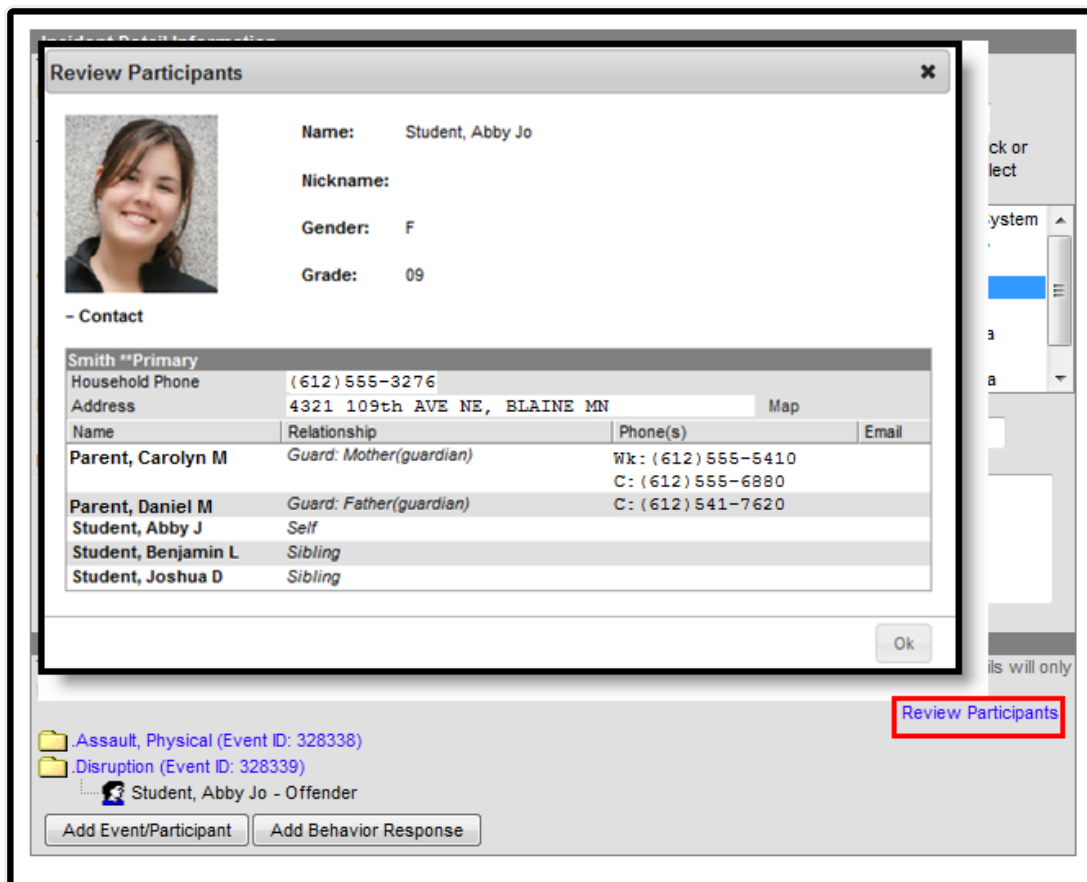 Review Participants
Name: Student, Abby Jo
ck or
Nickname:
lect
Gender: F
ystem
Grade: 09
– Contact
a
Smith **Primary
Household Phone (612)555-3276
a
Address 4321 109th AVE NE, BLAINE MN Map
Name Relationship Phone(s) Email
Parent, Carolyn M Guard: Mother(guardian) Wk:(612)555-5410
C:(612)555-6880
Parent, Daniel M Guard: Father(guardian) C:(612)541-7620
Student, Abby J Self
Student, Benjamin L Sibling
Student, Joshua D Sibling
Ok
ils will only
Review Participants
.Assault, Physical (Event ID: 328338)
.Disruption (Event ID: 328339)
Student, Abby Jo - Offender
Add Event/Participant Add Behavior Response